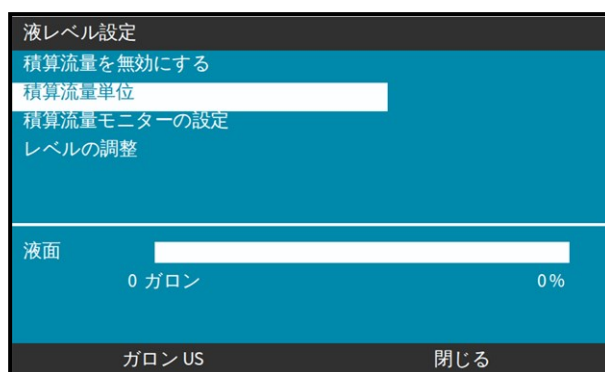 液レベル設定
積算流量を無効にする
積算流量単位
積算流量モニターの設定
レベルの調整
液面
0 ガロン 0%
ガロン US 閉じる